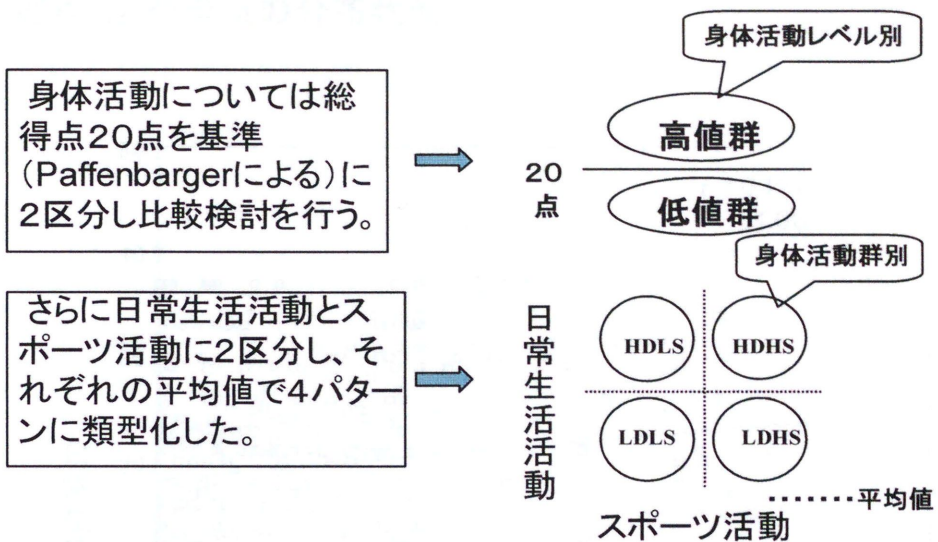 身体活動レベル別
身体活動については総
得点20点を基準
(Paffenbargerによる)に
2区分し比較検討を行う。
高値群
20
点
低値群
身体活動群別
さらに日常生活活動とス
ポーツ活動に2区分し、そ
れぞれの平均値で4パター
ンに類型化した。
日常生活活動
HDLS
HDHS
LDLS
LDHS
平均値
スポーツ活動